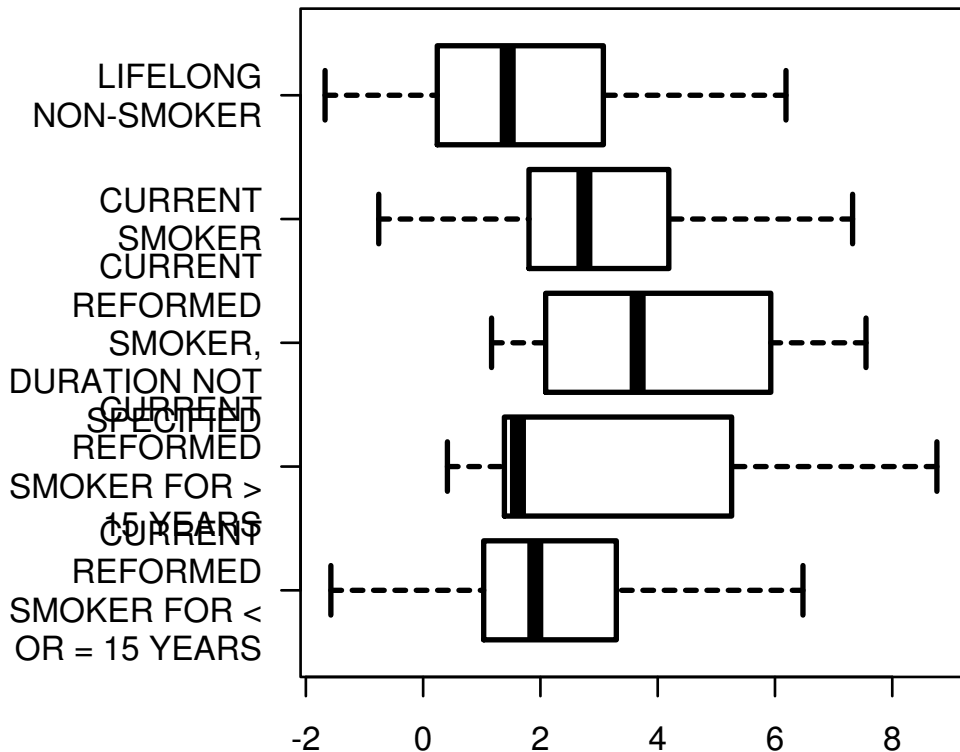 LIFELONG
NON-SMOKER
CURRENT
SMOKER
CURRENT
REFORMED
SMOKER,
DURATION NOT
SPECIFIED
CURRENT
REFORMED
SMOKER FOR >
15 YEARS
CURRENT
REFORMED
SMOKER FOR <
OR = 15 YEARS
-2 0 2 4 6 8